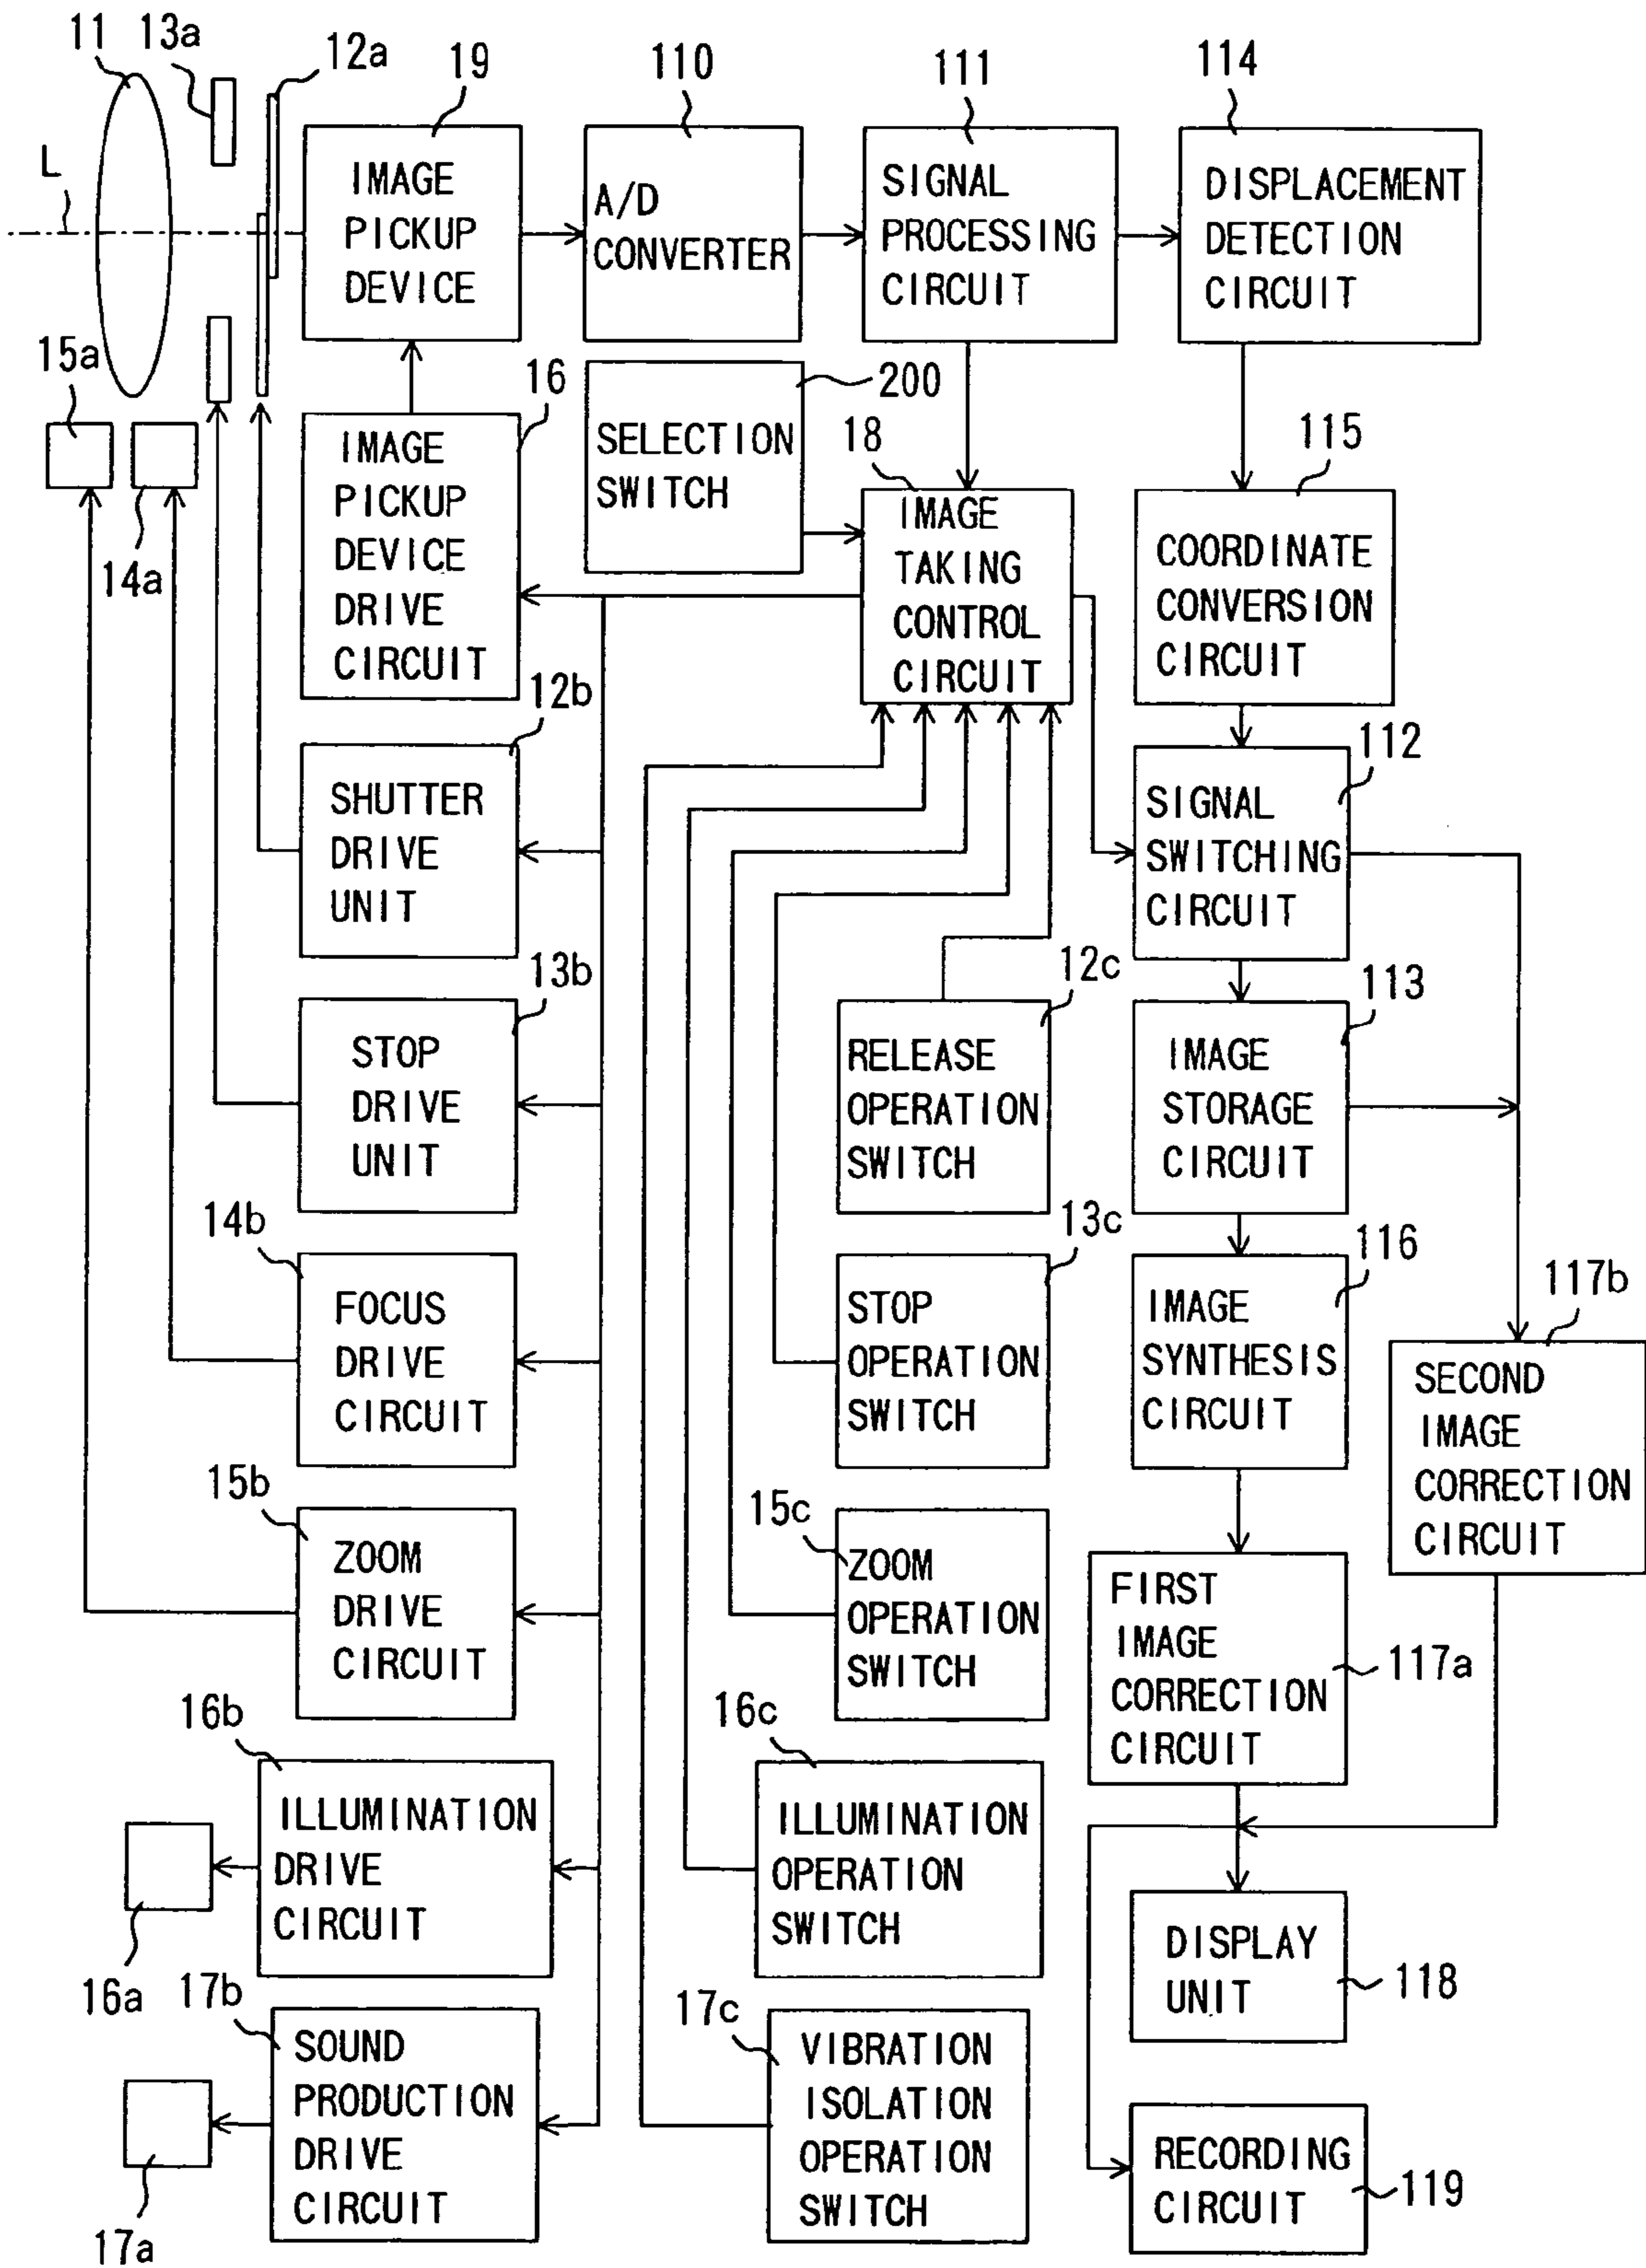 11
13a
12a
19
110
111
114
L
IMAGE
PICKUP
DEVICE
A/D
CONVERTER
SIGNAL
PROCESSING
CIRCUIT
DISPLACEMENT
DETECTION
CIRCUIT
15a
14a
16
IMAGE
PICKUP
DEVICE
DRIVE
CIRCUIT
200
SELECTION
SWITCH
18
IMAGE
TAKING
CONTROL
CIRCUIT
115
COORDINATE
CONVERSION
CIRCUIT
12b
SHUTTER
DRIVE
UNIT
112
SIGNAL
SWITCHING
CIRCUIT
13b
STOP
DRIVE
UNIT
12c
RELEASE
OPERATION
SWITCH
113
IMAGE
STORAGE
CIRCUIT
14b
FOCUS
DRIVE
CIRCUIT
13c
STOP
OPERATION
SWITCH
116
IMAGE
SYNTHESIS
CIRCUIT
117b
SECOND
IMAGE
CORRECTION
CIRCUIT
15b
ZOOM
DRIVE
CIRCUIT
15c
ZOOM
OPERATION
SWITCH
FIRST
IMAGE
CORRECTION
CIRCUIT
117a
16b
ILLUMINATION
DRIVE
CIRCUIT
16a
16c
ILLUMINATION
OPERATION
SWITCH
DISPLAY
UNIT
118
17b
SOUND
PRODUCTION
DRIVE
CIRCUIT
17a
17c
VIBRATION
ISOLATION
OPERATION
SWITCH
RECORDING
CIRCUIT
119